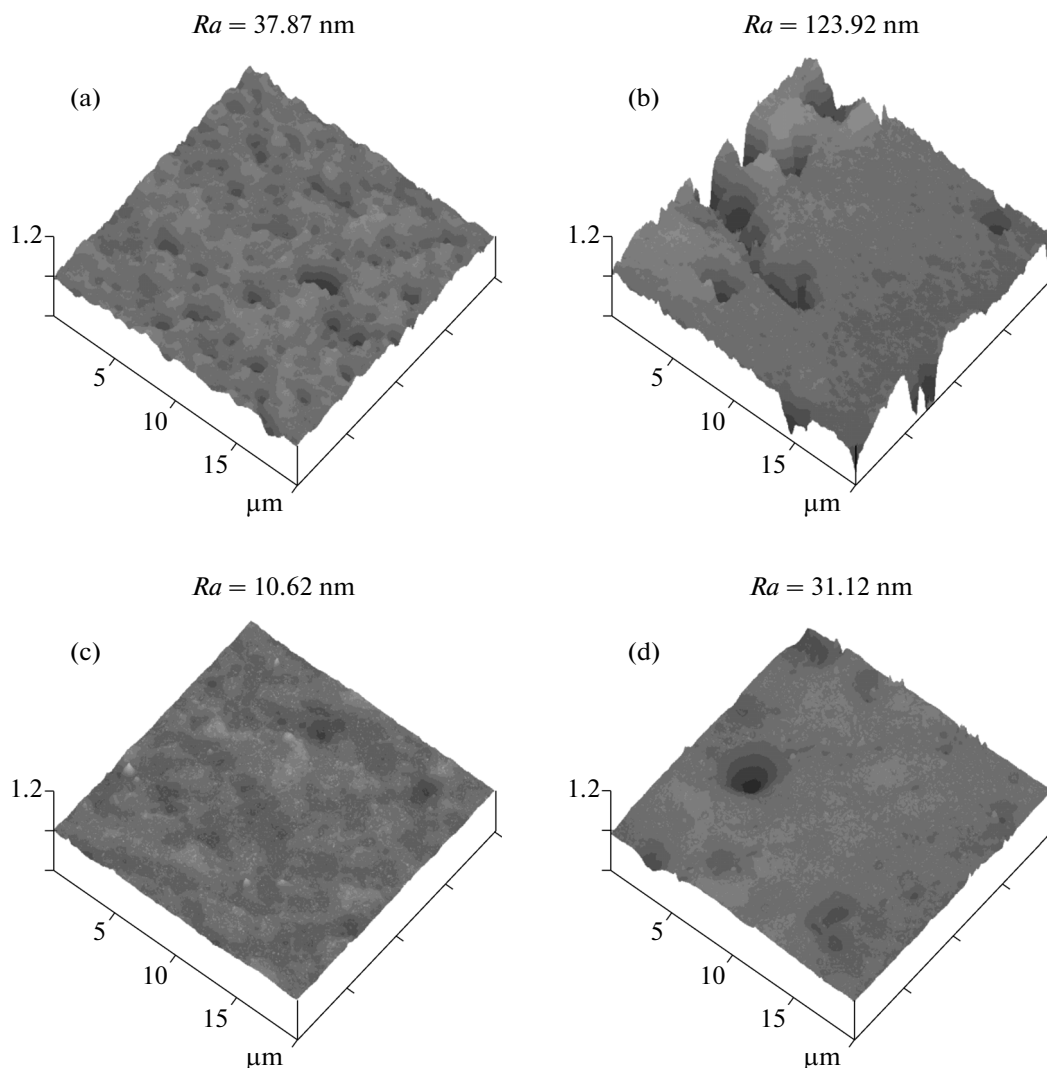 Ra = 37.87 nm
(a)
1.2
5
10
15
μm
Ra = 123.92 nm
(b)
1.2
5
10
15
μm
Ra = 10.62 nm
(c)
1.2
5
10
15
μm
Ra = 31.12 nm
(d)
1.2
5
10
15
μm